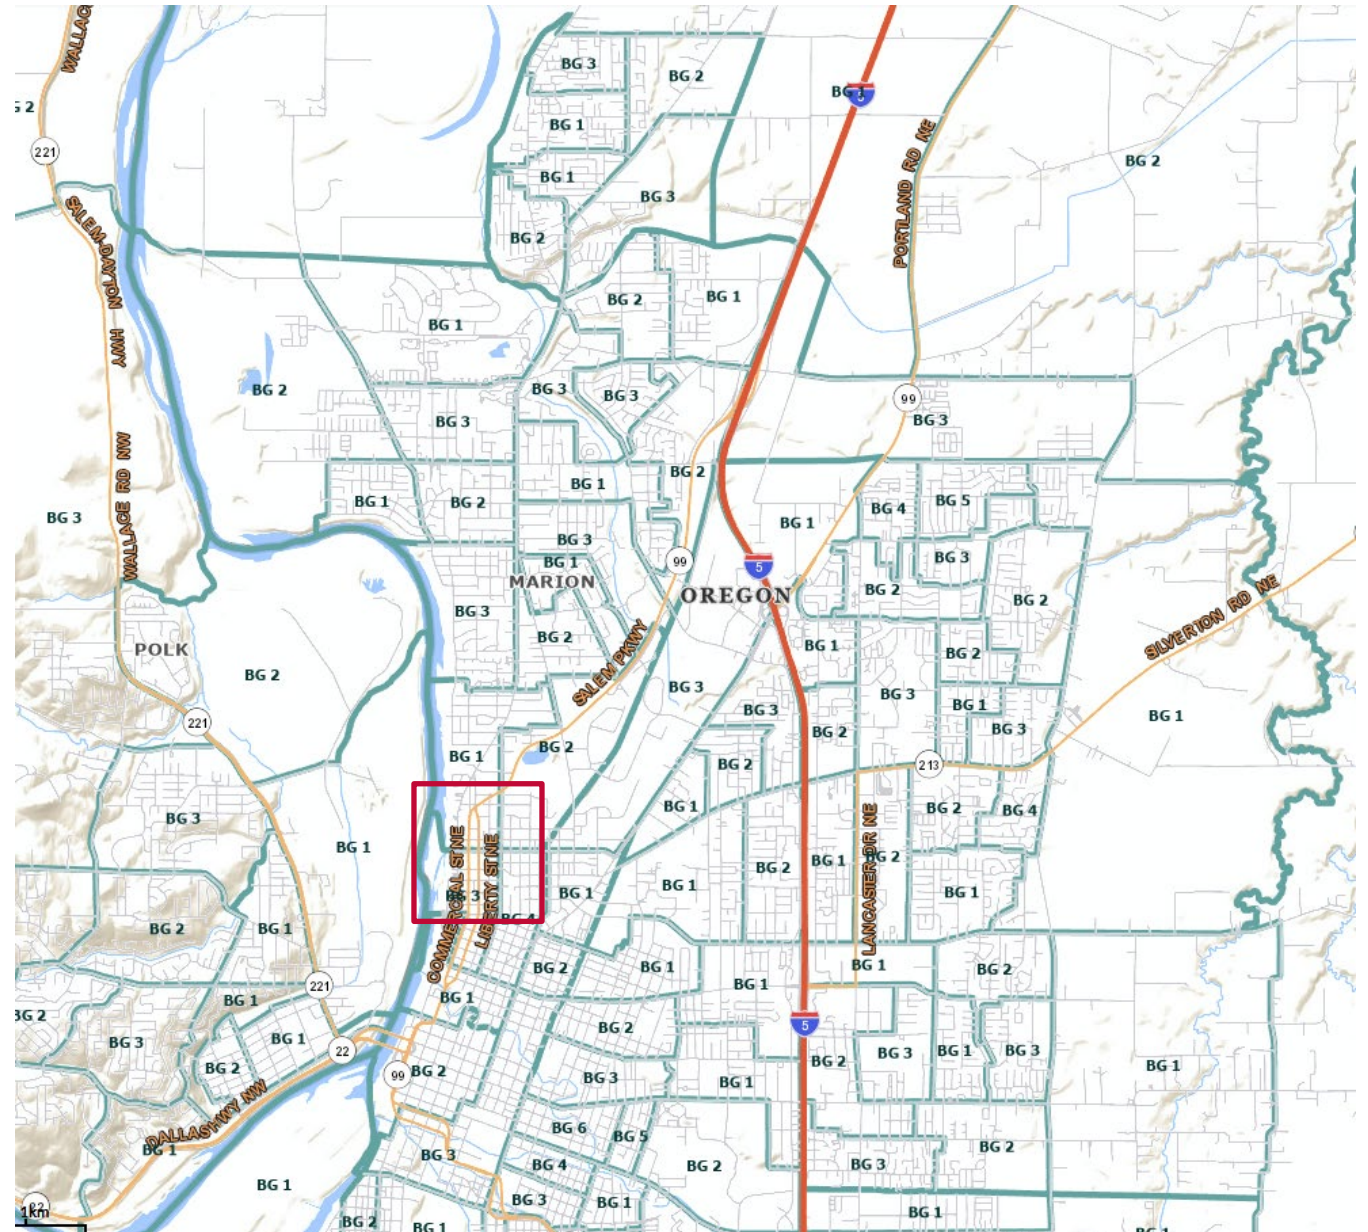 WALLAC
BG 3
BG 2
BG 1
5 2
BG 1
221
PORTLAND RD NE
BG 2
BG 1
BG 3
SALEM-DAYTON HWY
BG 2
BG 2
BG 1
BG 1
BG 2
BG 3
BG 3
99
BG 3
BG 3
WALLACE RD NW
BG 2
BG 1
BG 5
BG 1
BG 2
BG 4
BG 3
BG 1
BG 3
BG 3
BG 1
99
5
MARION
OREGON
BG 2
BG 2
BG 3
SILVERTON RD NE
BG 2
BG 1
POLK
BG 2
BG 2
SALEM PKWY
BG 3
BG 3
BG 1
BG 3
BG 1
221
BG 2
BG 3
BG 1
BG 2
BG 2
213
BG 3
BG 1
BG 2
BG 4
COMMERCIAL ST NE
LIBERTY ST NE
LANCASTER DR NE
BG 1
BG 1
BG 2
BG 2
BG 1
BG 3
BG 1
BG 1
BG 4
BG 2
BG 1
BG 2
BG 1
BG 1
BG 2
221
BG 1
BG 1
BG 1
BG 2
BG 2
5
BG 3
BG 1
22
BG 3
BG 1
BG 3
BG 2
BG 2
BG 1
99
BG 2
BG 3
BG 1
DALLAS HWY NW
BG 1
BG 6
BG 5
BG 2
BG 3
BG 4
BG 2
BG 3
BG 1
BG 3
BG 1
22
1km
BG 2
BG 1
BG 1
BG 1